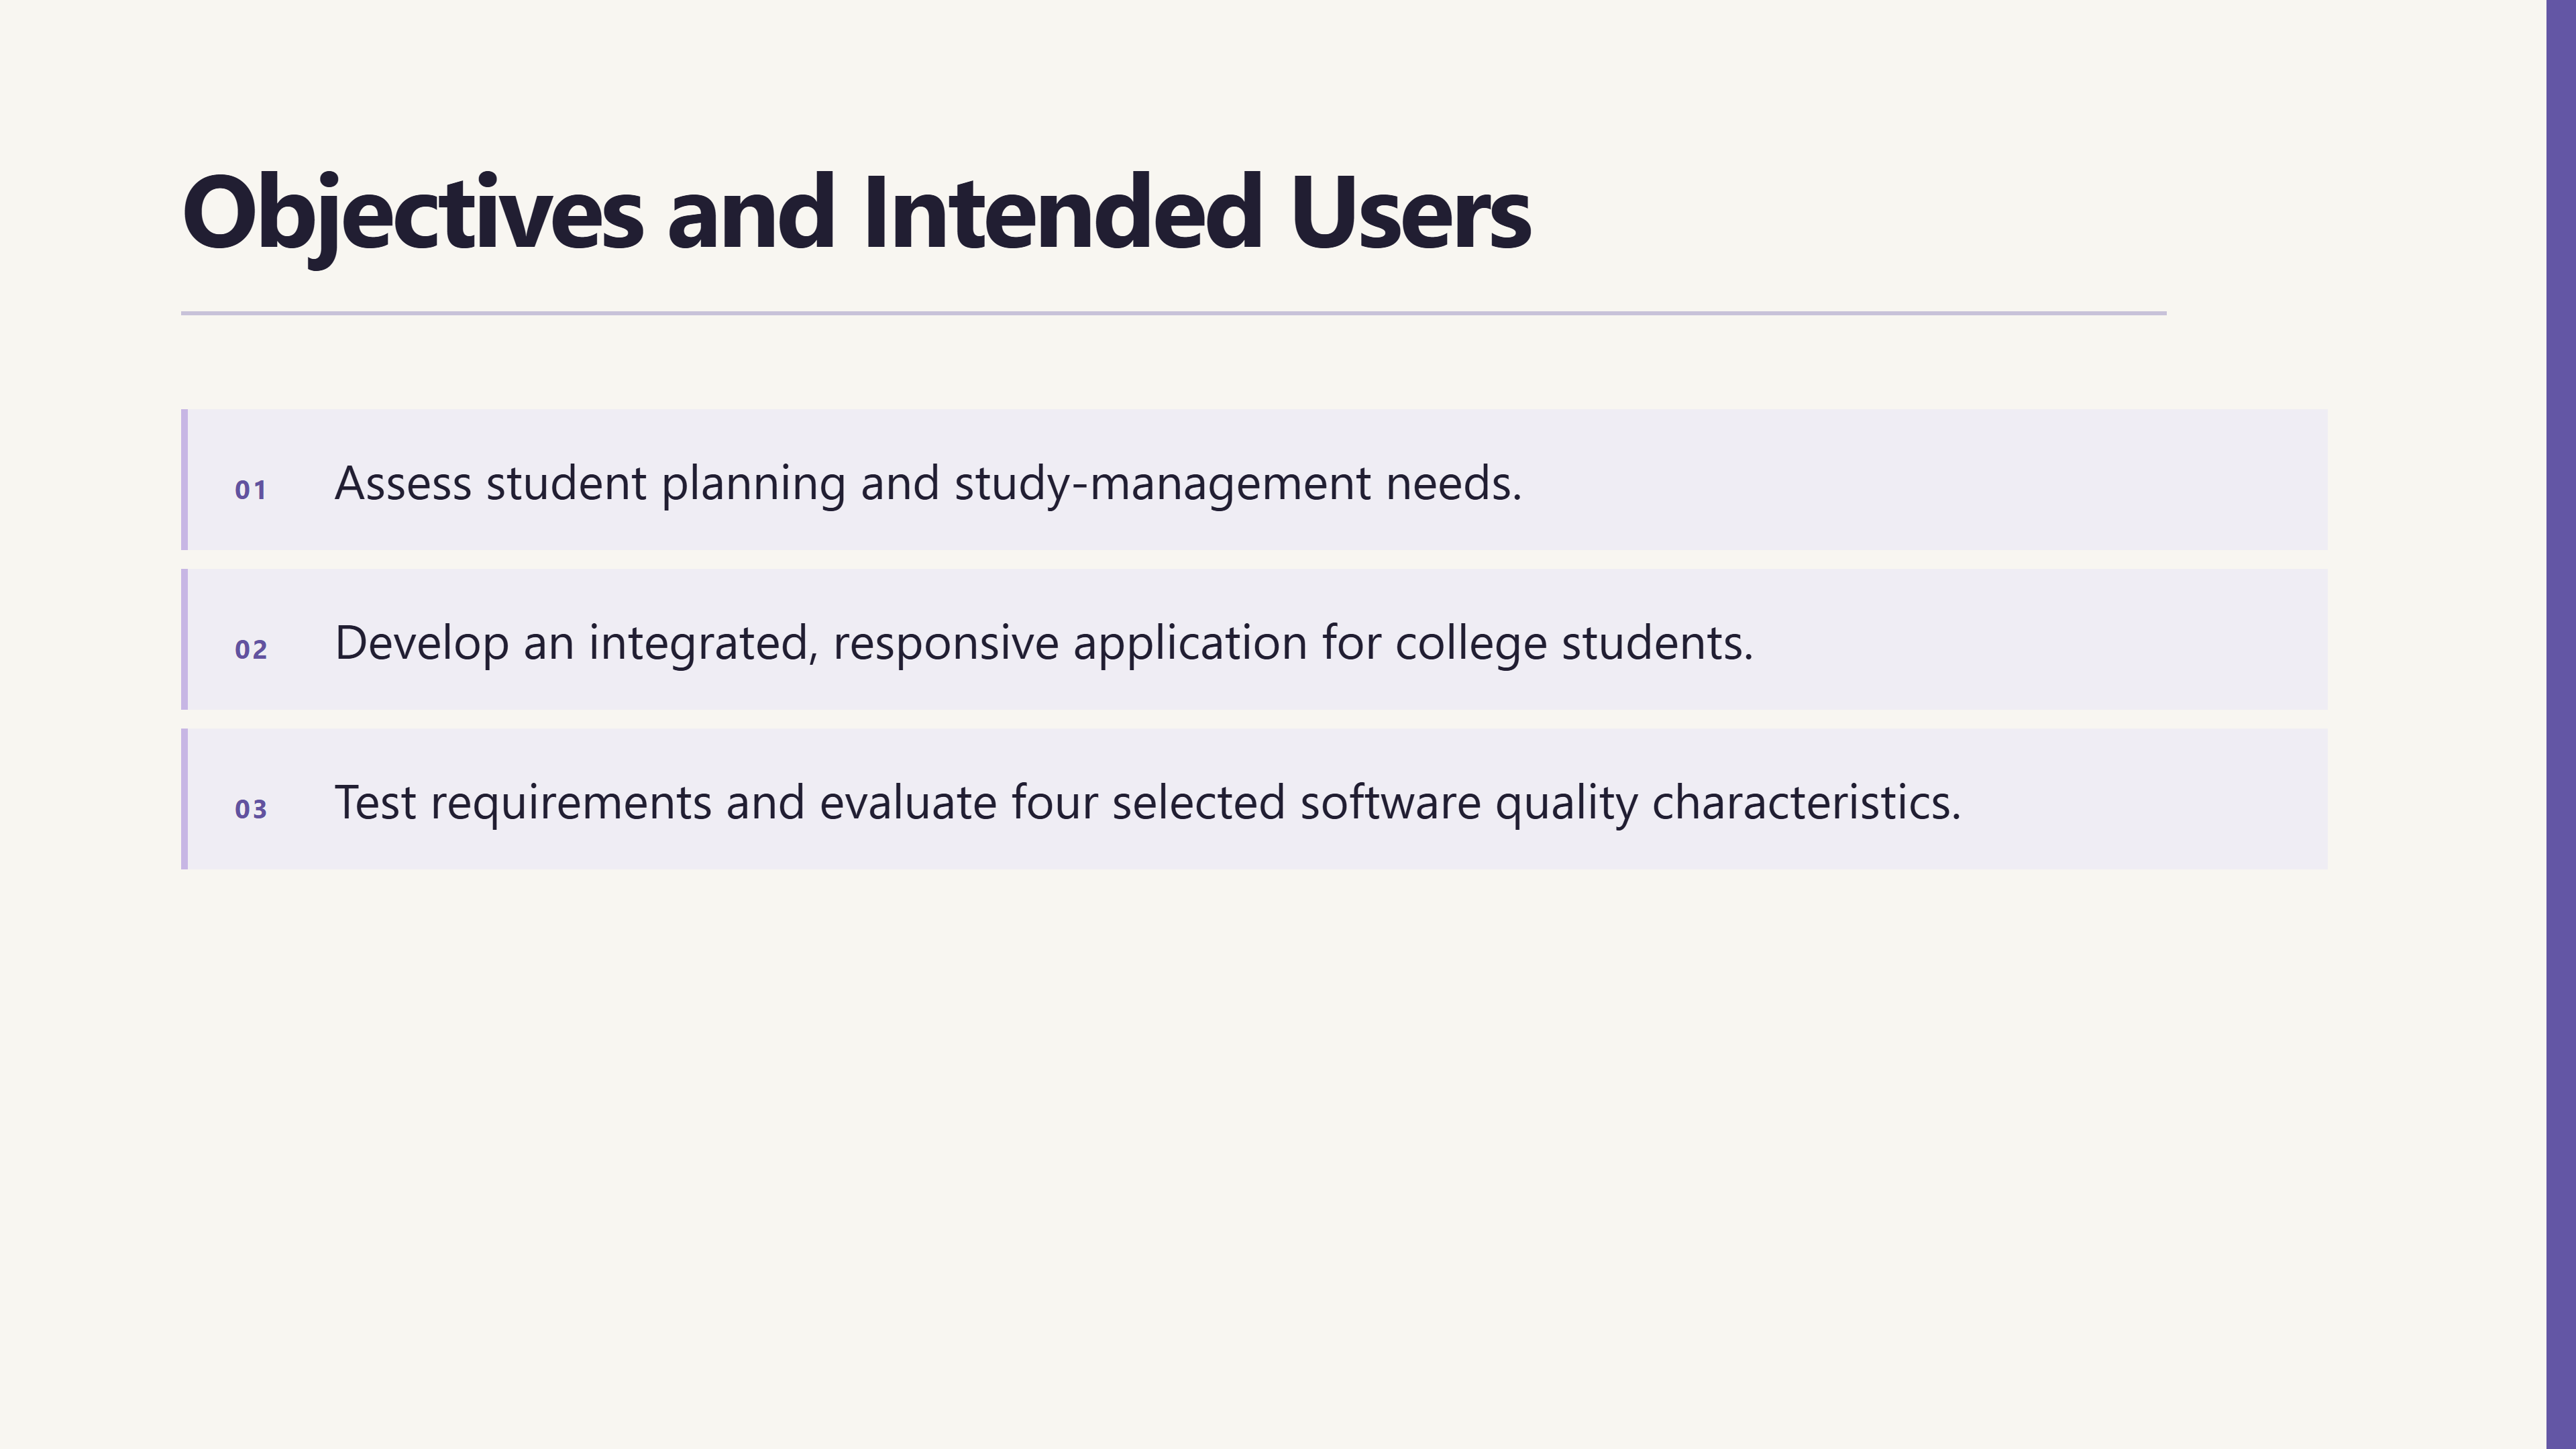 Objectives and Intended Users
01 Assess student planning and study-management needs.
02 Develop an integrated, responsive application for college students.
03 Test requirements and evaluate four selected software quality characteristics.